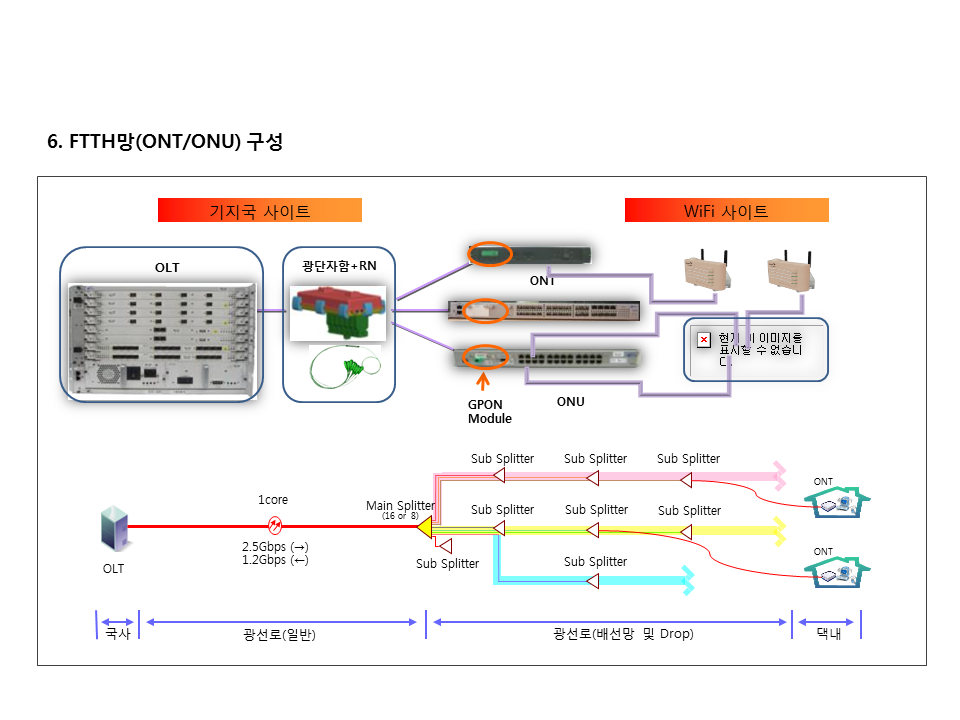 6. FTTH망(ONT/ONU) 구성
기지국 사이트
WiFi 사이트
OLT
광단자함+RN
ONT
현재 이 이미지를
표시할 수 없습니
다.
GPON
Module
ONU
Sub Splitter
Sub Splitter
Sub Splitter
ONT
1core
Main Splitter
(16 or 8)
Sub Splitter
Sub Splitter
Sub Splitter
2.5Gbps (→)
1.2Gbps (←)
OLT
Sub Splitter
Sub Splitter
ONT
국사
광선로(일반)
광선로(배선망 및 Drop)
댁내